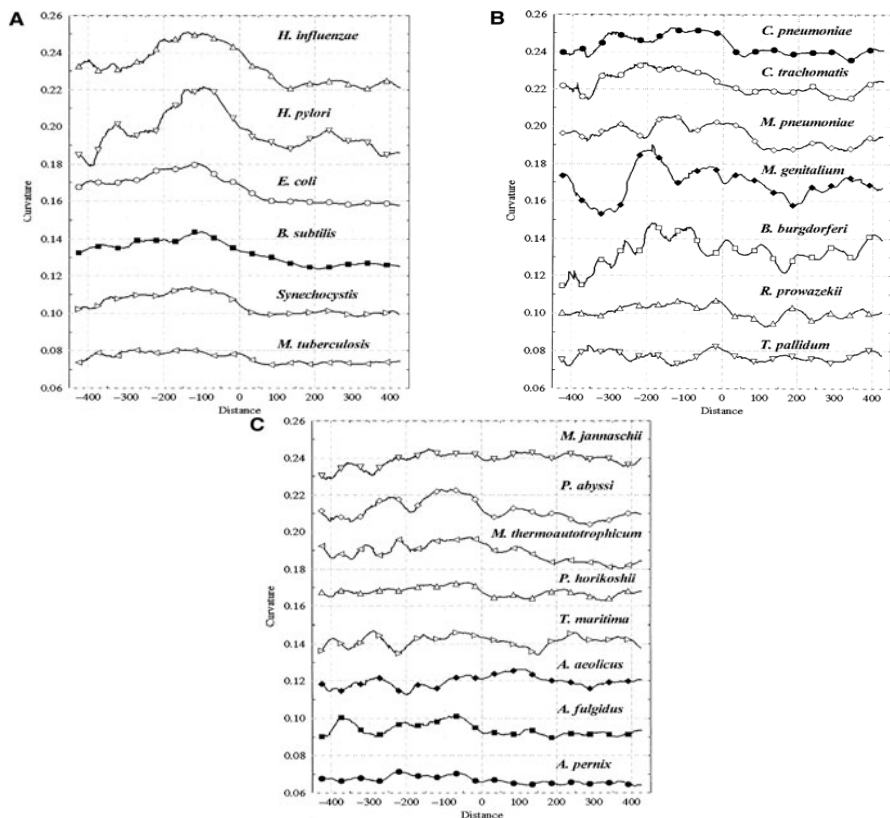 A
0.26
0.24
0.22
0.20
0.18
0.16
0.14
0.12
0.10
0.08
0.06
Curvature
H. influenzae
H. pylori
E. coli
B. subtilis
Synechocystis
M. tuberculosis
−400 −300 −200 −100 0 100 200 300 400
Distance
B
0.26
0.24
0.22
0.20
0.18
0.16
0.14
0.12
0.10
0.08
0.06
Curvature
C. pneumoniae
C. trachomatis
M. pneumoniae
M. genitalium
B. burgdorferi
R. prowazekii
T. pallidum
−400 −300 −200 −100 0 100 200 300 400
Distance
C
0.26
0.24
0.22
0.20
0.18
0.16
0.14
0.12
0.10
0.08
0.06
Curvature
M. jannaschii
P. abyssi
M. thermoautotrophicum
P. horikoshii
T. maritima
A. aeolicus
A. fulgidus
A. pernix
−400 −300 −200 −100 0 100 200 300 400
Distance